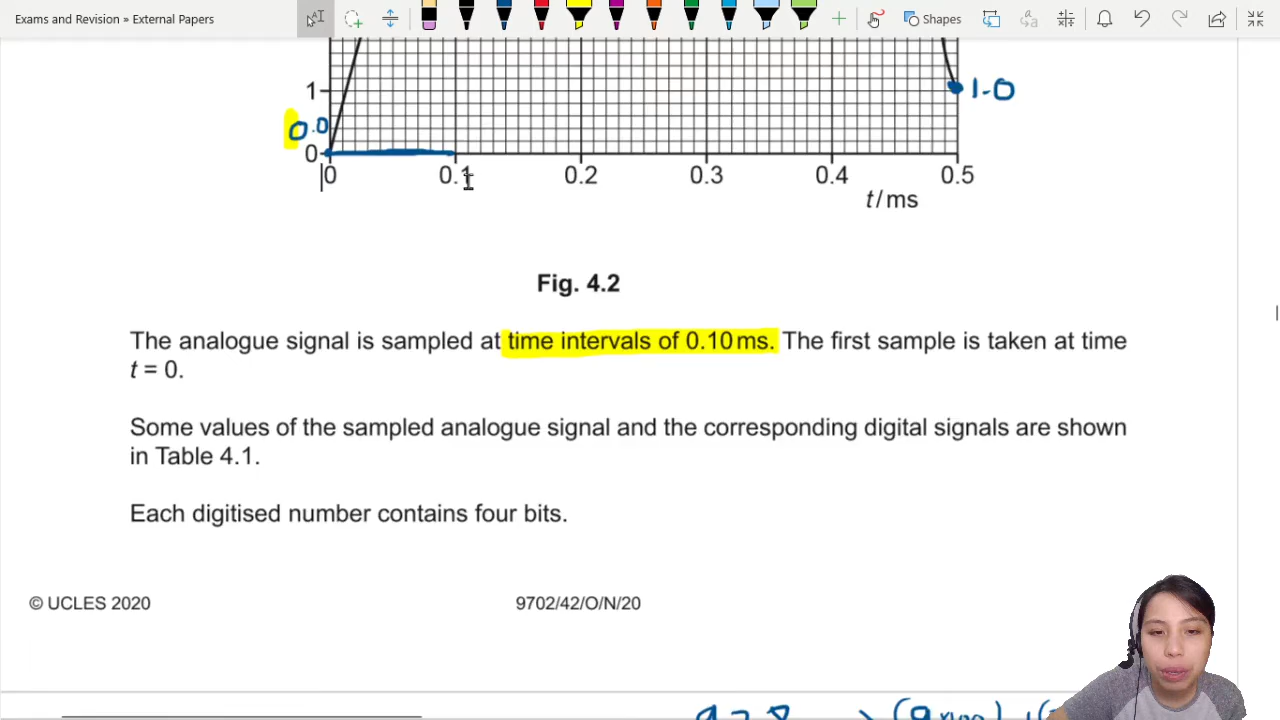 Exams and Revision » External Papers
Shapes
1
1.0
0.0
0
0 0.1 0.2 0.3 0.4 0.5
t/ms
Fig. 4.2
The analogue signal is sampled at time intervals of 0.10 ms. The first sample is taken at time
t = 0.
Some values of the sampled analogue signal and the corresponding digital signals are shown
in Table 4.1.
Each digitised number contains four bits.
© UCLES 2020 9702/42/O/N/20